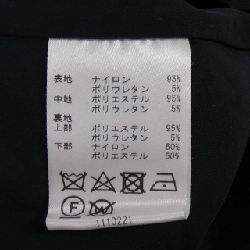 表地 ナイロン 95%
ポリウレタン 5%
中地 ポリエステル 95%
ポリウレタン 5%
裏地
上部 ポリエステル 95%
ポリウレタン 5%
下部 ナイロン 50%
ポリエステル 50%
F W
1110221